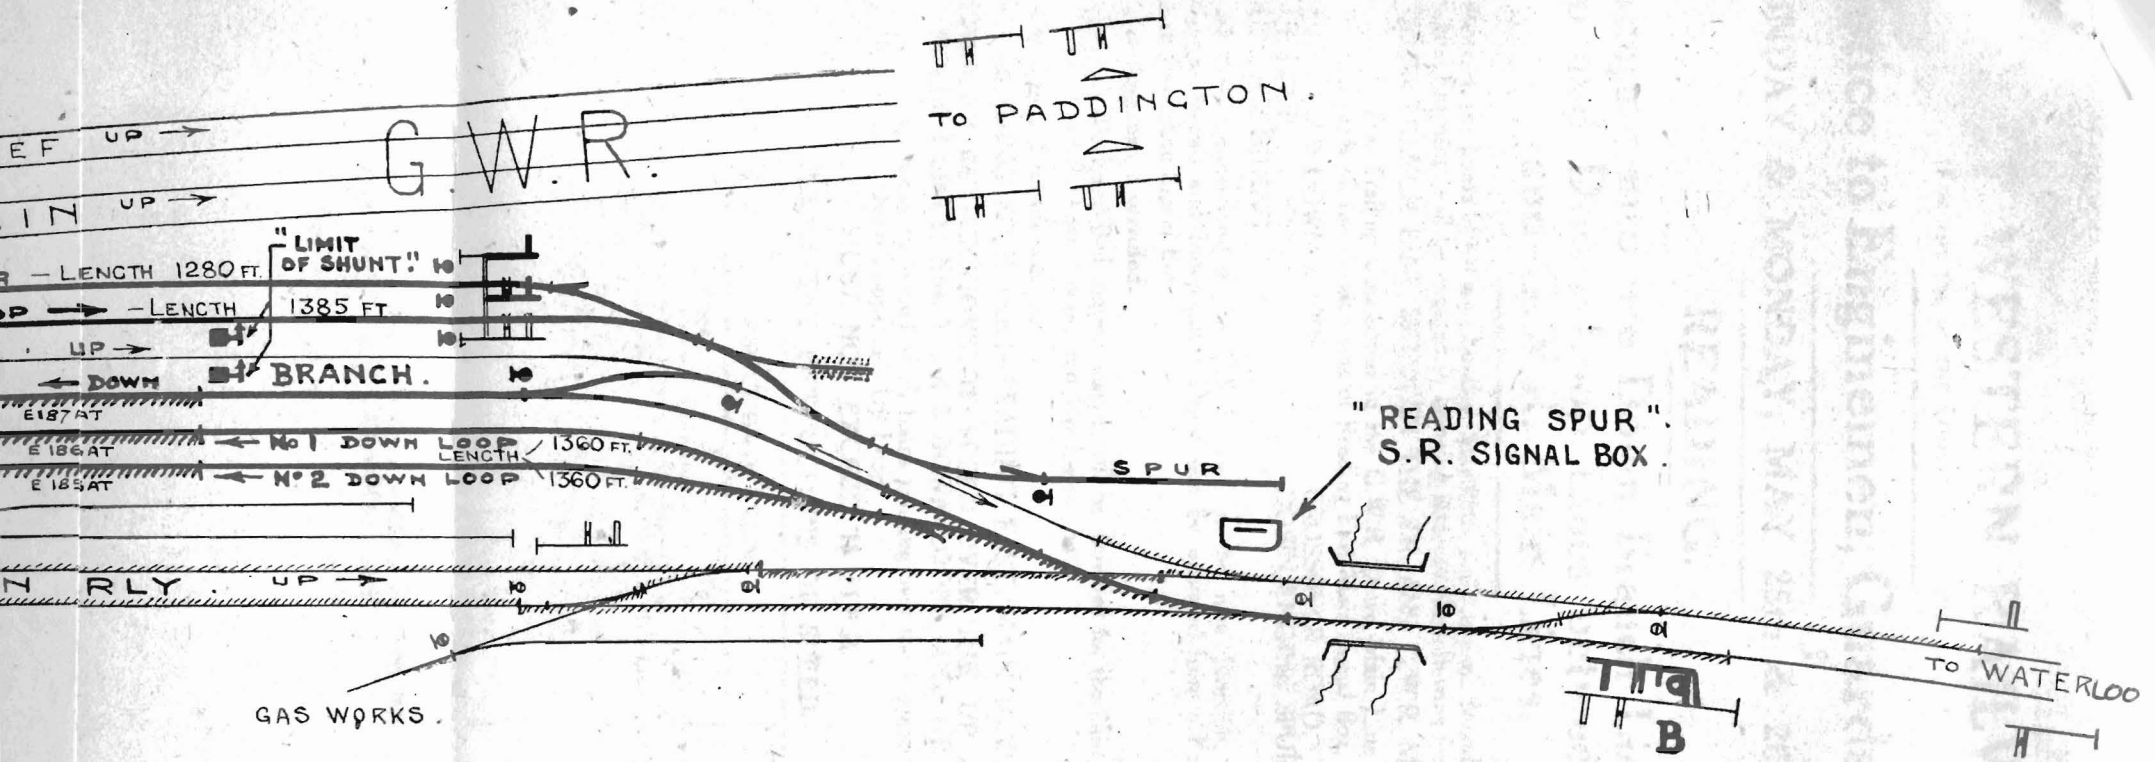 TO PADDINGTON.
EF UP
G.W.R.
IN UP
"LIMIT
OF SHUNT."
R - LENGTH 1280 FT.
OP - LENGTH 1385 FT
UP
DOWN BRANCH.
E187AT
No 1 DOWN LOOP 1360 FT.
LENGTH
E186AT
No 2 DOWN LOOP 1360 FT.
E185AT
SPUR
"READING SPUR".
S.R. SIGNAL BOX.
N RLY. UP
GAS WORKS.
TO WATERLOO
B